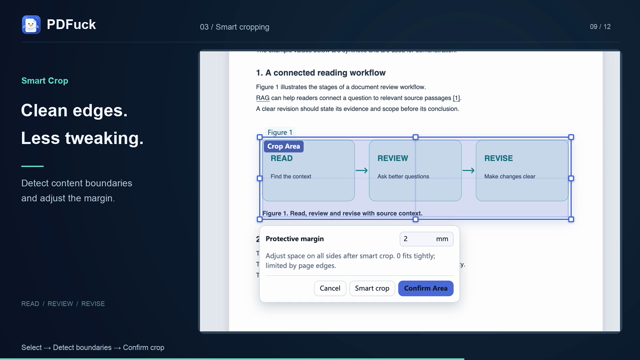 PDFuck
03 / Smart cropping
09 / 12
Smart Crop
Clean edges.
Less tweaking.
Detect content boundaries
and adjust the margin.
READ / REVIEW / REVISE
Select → Detect boundaries → Confirm crop
1. A connected reading workflow
Figure 1 illustrates the stages of a document review workflow.
RAG can help readers connect a question to relevant source passages [1].
A clear revision should state its evidence and scope before its conclusion.
Figure 1
Crop Area
READ
Find the context
REVIEW
Ask better questions
REVISE
Make changes clear
Figure 1. Read, review and revise with source context.
2
Protective margin
2 mm
Adjust space on all sides after smart crop. 0 fits tightly;
limited by page edges.
Cancel
Smart crop
Confirm Area